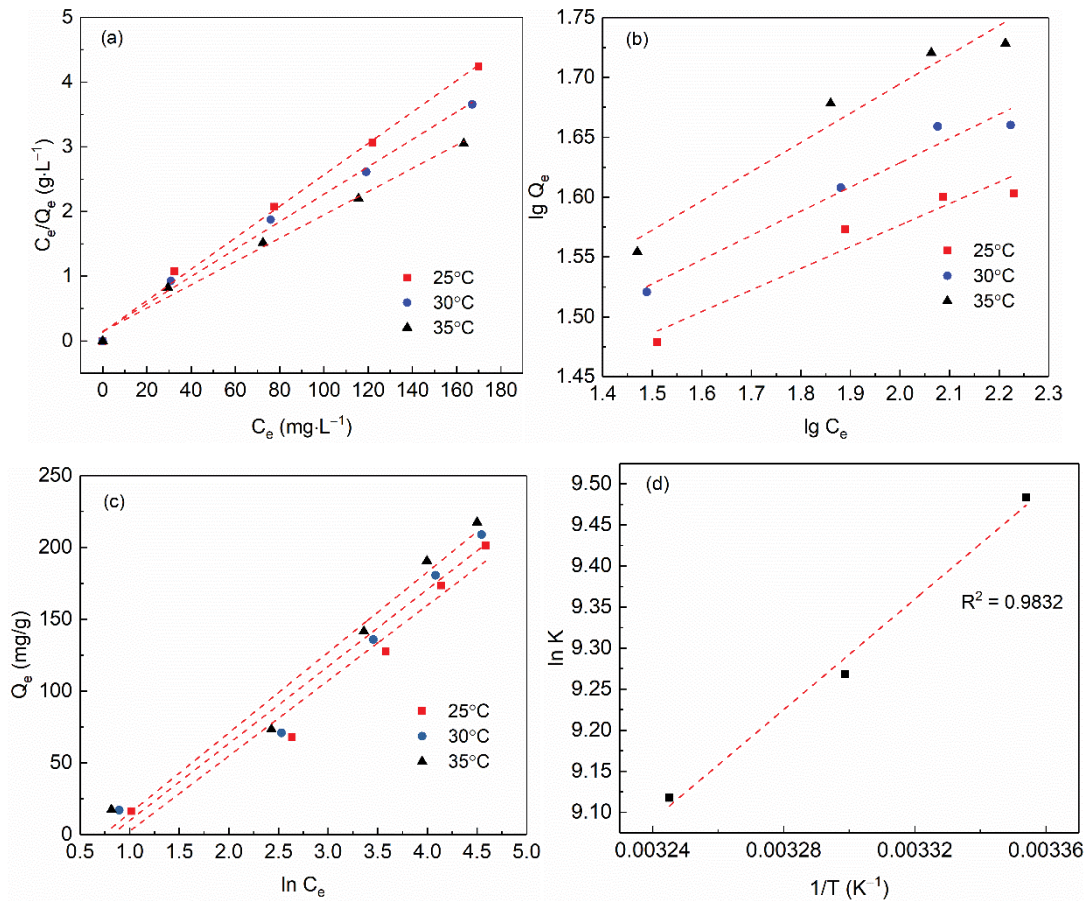 (a)
5
4
3
2
1
0
C_e/Q_e (g·L⁻¹)
0 20 40 60 80 100 120 140 160 180
C_e (mg·L⁻¹)
25°C
30°C
35°C
(b)
1.75
1.70
1.65
1.60
1.55
1.50
1.45
lg Q_e
1.4 1.5 1.6 1.7 1.8 1.9 2.0 2.1 2.2 2.3
lg C_e
25°C
30°C
35°C
(c)
250
200
150
100
50
0
Q_e (mg/g)
0.5 1.0 1.5 2.0 2.5 3.0 3.5 4.0 4.5 5.0
ln C_e
25°C
30°C
35°C
(d)
9.50
9.45
9.40
9.35
9.30
9.25
9.20
9.15
9.10
ln K
R² = 0.9832
0.00324 0.00328 0.00332 0.00336
1/T (K⁻¹)